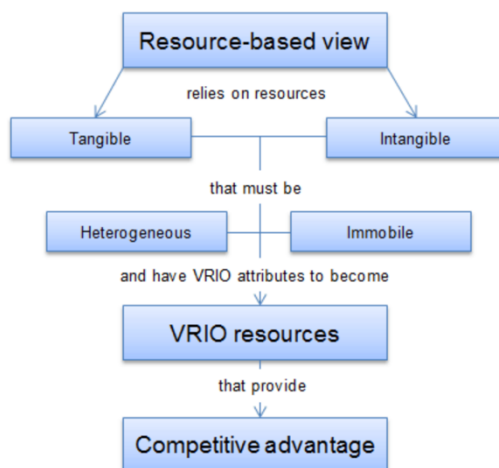 Resource-based view
relies on resources
Tangible
Intangible
that must be
Heterogeneous
Immobile
and have VRIO attributes to become
VRIO resources
that provide
Competitive advantage